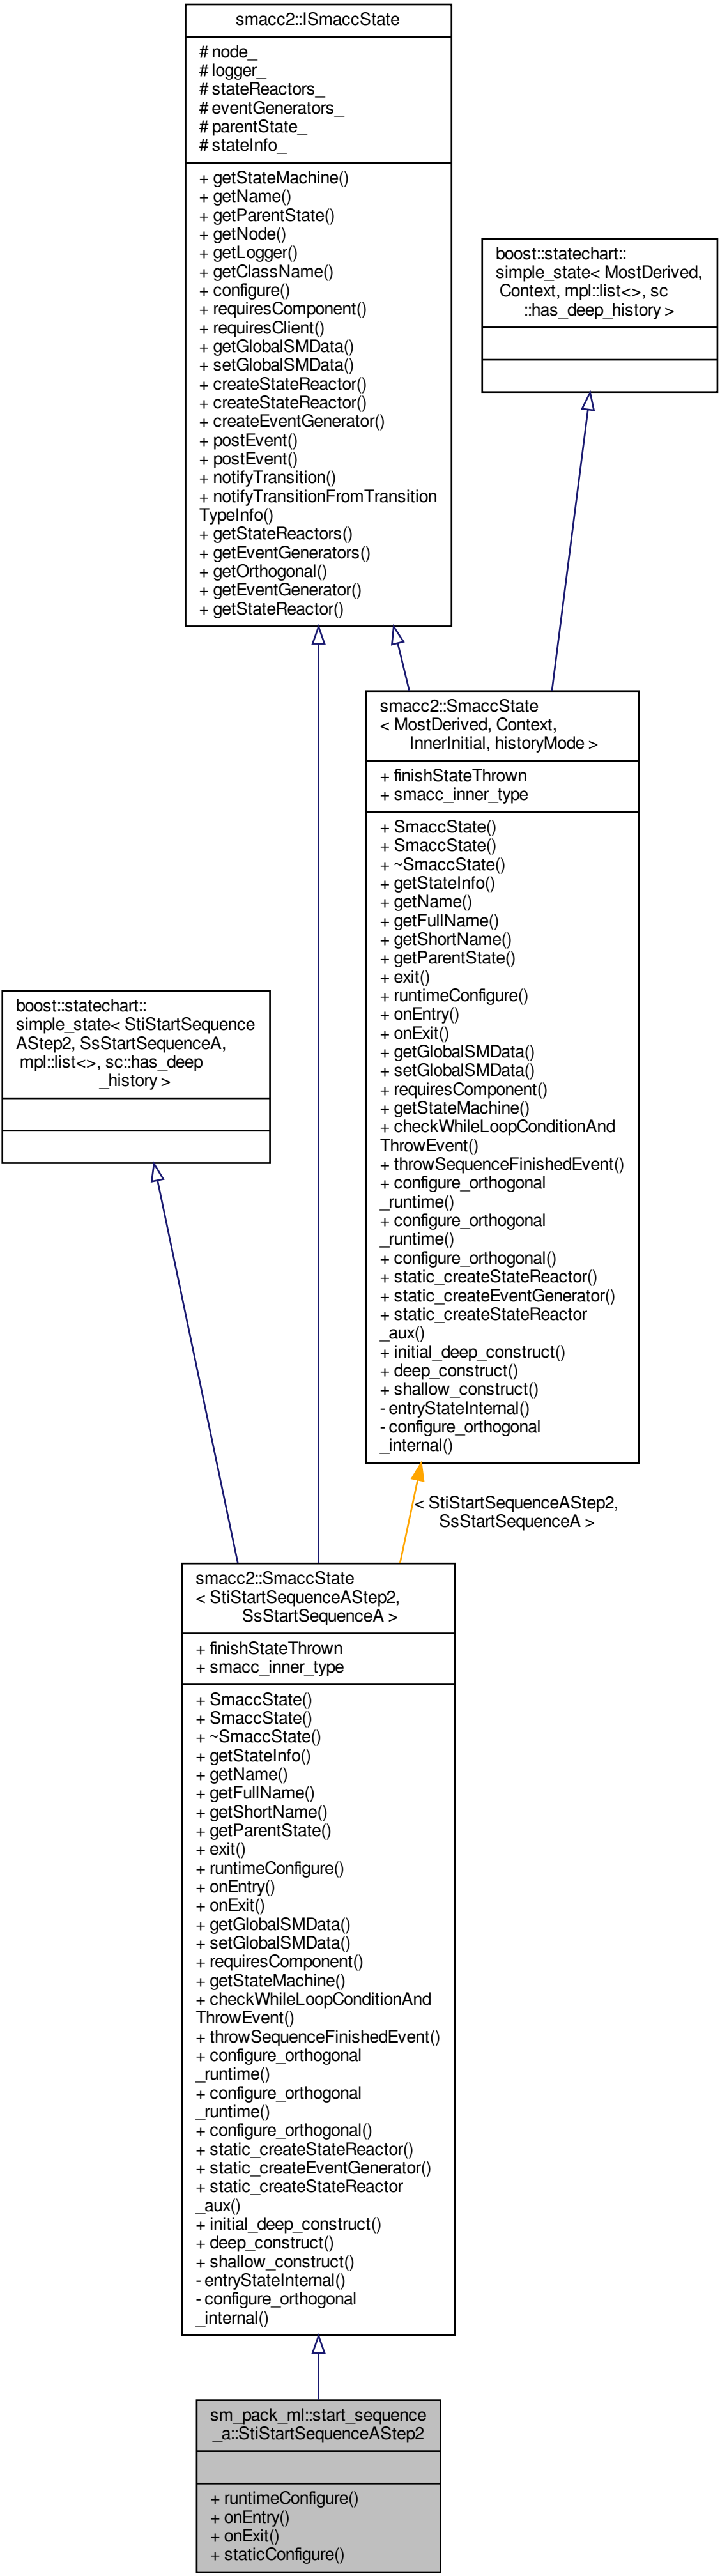 smacc2::ISmaccState
# node_
# logger_
# stateReactors_
# eventGenerators_
# parentState_
# stateInfo_
+ getStateMachine()
+ getName()
+ getParentState()
+ getNode()
+ getLogger()
+ getClassName()
+ configure()
+ requiresComponent()
+ requiresClient()
+ getGlobalSMData()
+ setGlobalSMData()
+ createStateReactor()
+ createStateReactor()
+ createEventGenerator()
+ postEvent()
+ postEvent()
+ notifyTransition()
+ notifyTransitionFromTransition
TypeInfo()
+ getStateReactors()
+ getEventGenerators()
+ getOrthogonal()
+ getEventGenerator()
+ getStateReactor()
boost::statechart::
simple_state< MostDerived,
Context, mpl::list<>, sc
::has_deep_history >
smacc2::SmaccState
< MostDerived, Context,
InnerInitial, historyMode >
+ finishStateThrown
+ smacc_inner_type
+ SmaccState()
+ SmaccState()
+ ~SmaccState()
+ getStateInfo()
+ getName()
+ getFullName()
+ getShortName()
+ getParentState()
+ exit()
+ runtimeConfigure()
+ onEntry()
+ onExit()
+ getGlobalSMData()
+ setGlobalSMData()
+ requiresComponent()
+ getStateMachine()
+ checkWhileLoopConditionAnd
ThrowEvent()
+ throwSequenceFinishedEvent()
+ configure_orthogonal
_runtime()
+ configure_orthogonal
_runtime()
+ configure_orthogonal()
+ static_createStateReactor()
+ static_createEventGenerator()
+ static_createStateReactor
_aux()
+ initial_deep_construct()
+ deep_construct()
+ shallow_construct()
- entryStateInternal()
- configure_orthogonal
_internal()
boost::statechart::
simple_state< StiStartSequence
AStep2, SsStartSequenceA,
mpl::list<>, sc::has_deep
_history >
< StiStartSequenceAStep2,
SsStartSequenceA >
smacc2::SmaccState
< StiStartSequenceAStep2,
SsStartSequenceA >
+ finishStateThrown
+ smacc_inner_type
+ SmaccState()
+ SmaccState()
+ ~SmaccState()
+ getStateInfo()
+ getName()
+ getFullName()
+ getShortName()
+ getParentState()
+ exit()
+ runtimeConfigure()
+ onEntry()
+ onExit()
+ getGlobalSMData()
+ setGlobalSMData()
+ requiresComponent()
+ getStateMachine()
+ checkWhileLoopConditionAnd
ThrowEvent()
+ throwSequenceFinishedEvent()
+ configure_orthogonal
_runtime()
+ configure_orthogonal
_runtime()
+ configure_orthogonal()
+ static_createStateReactor()
+ static_createEventGenerator()
+ static_createStateReactor
_aux()
+ initial_deep_construct()
+ deep_construct()
+ shallow_construct()
- entryStateInternal()
- configure_orthogonal
_internal()
sm_pack_ml::start_sequence
_a::StiStartSequenceAStep2
+ runtimeConfigure()
+ onEntry()
+ onExit()
+ staticConfigure()